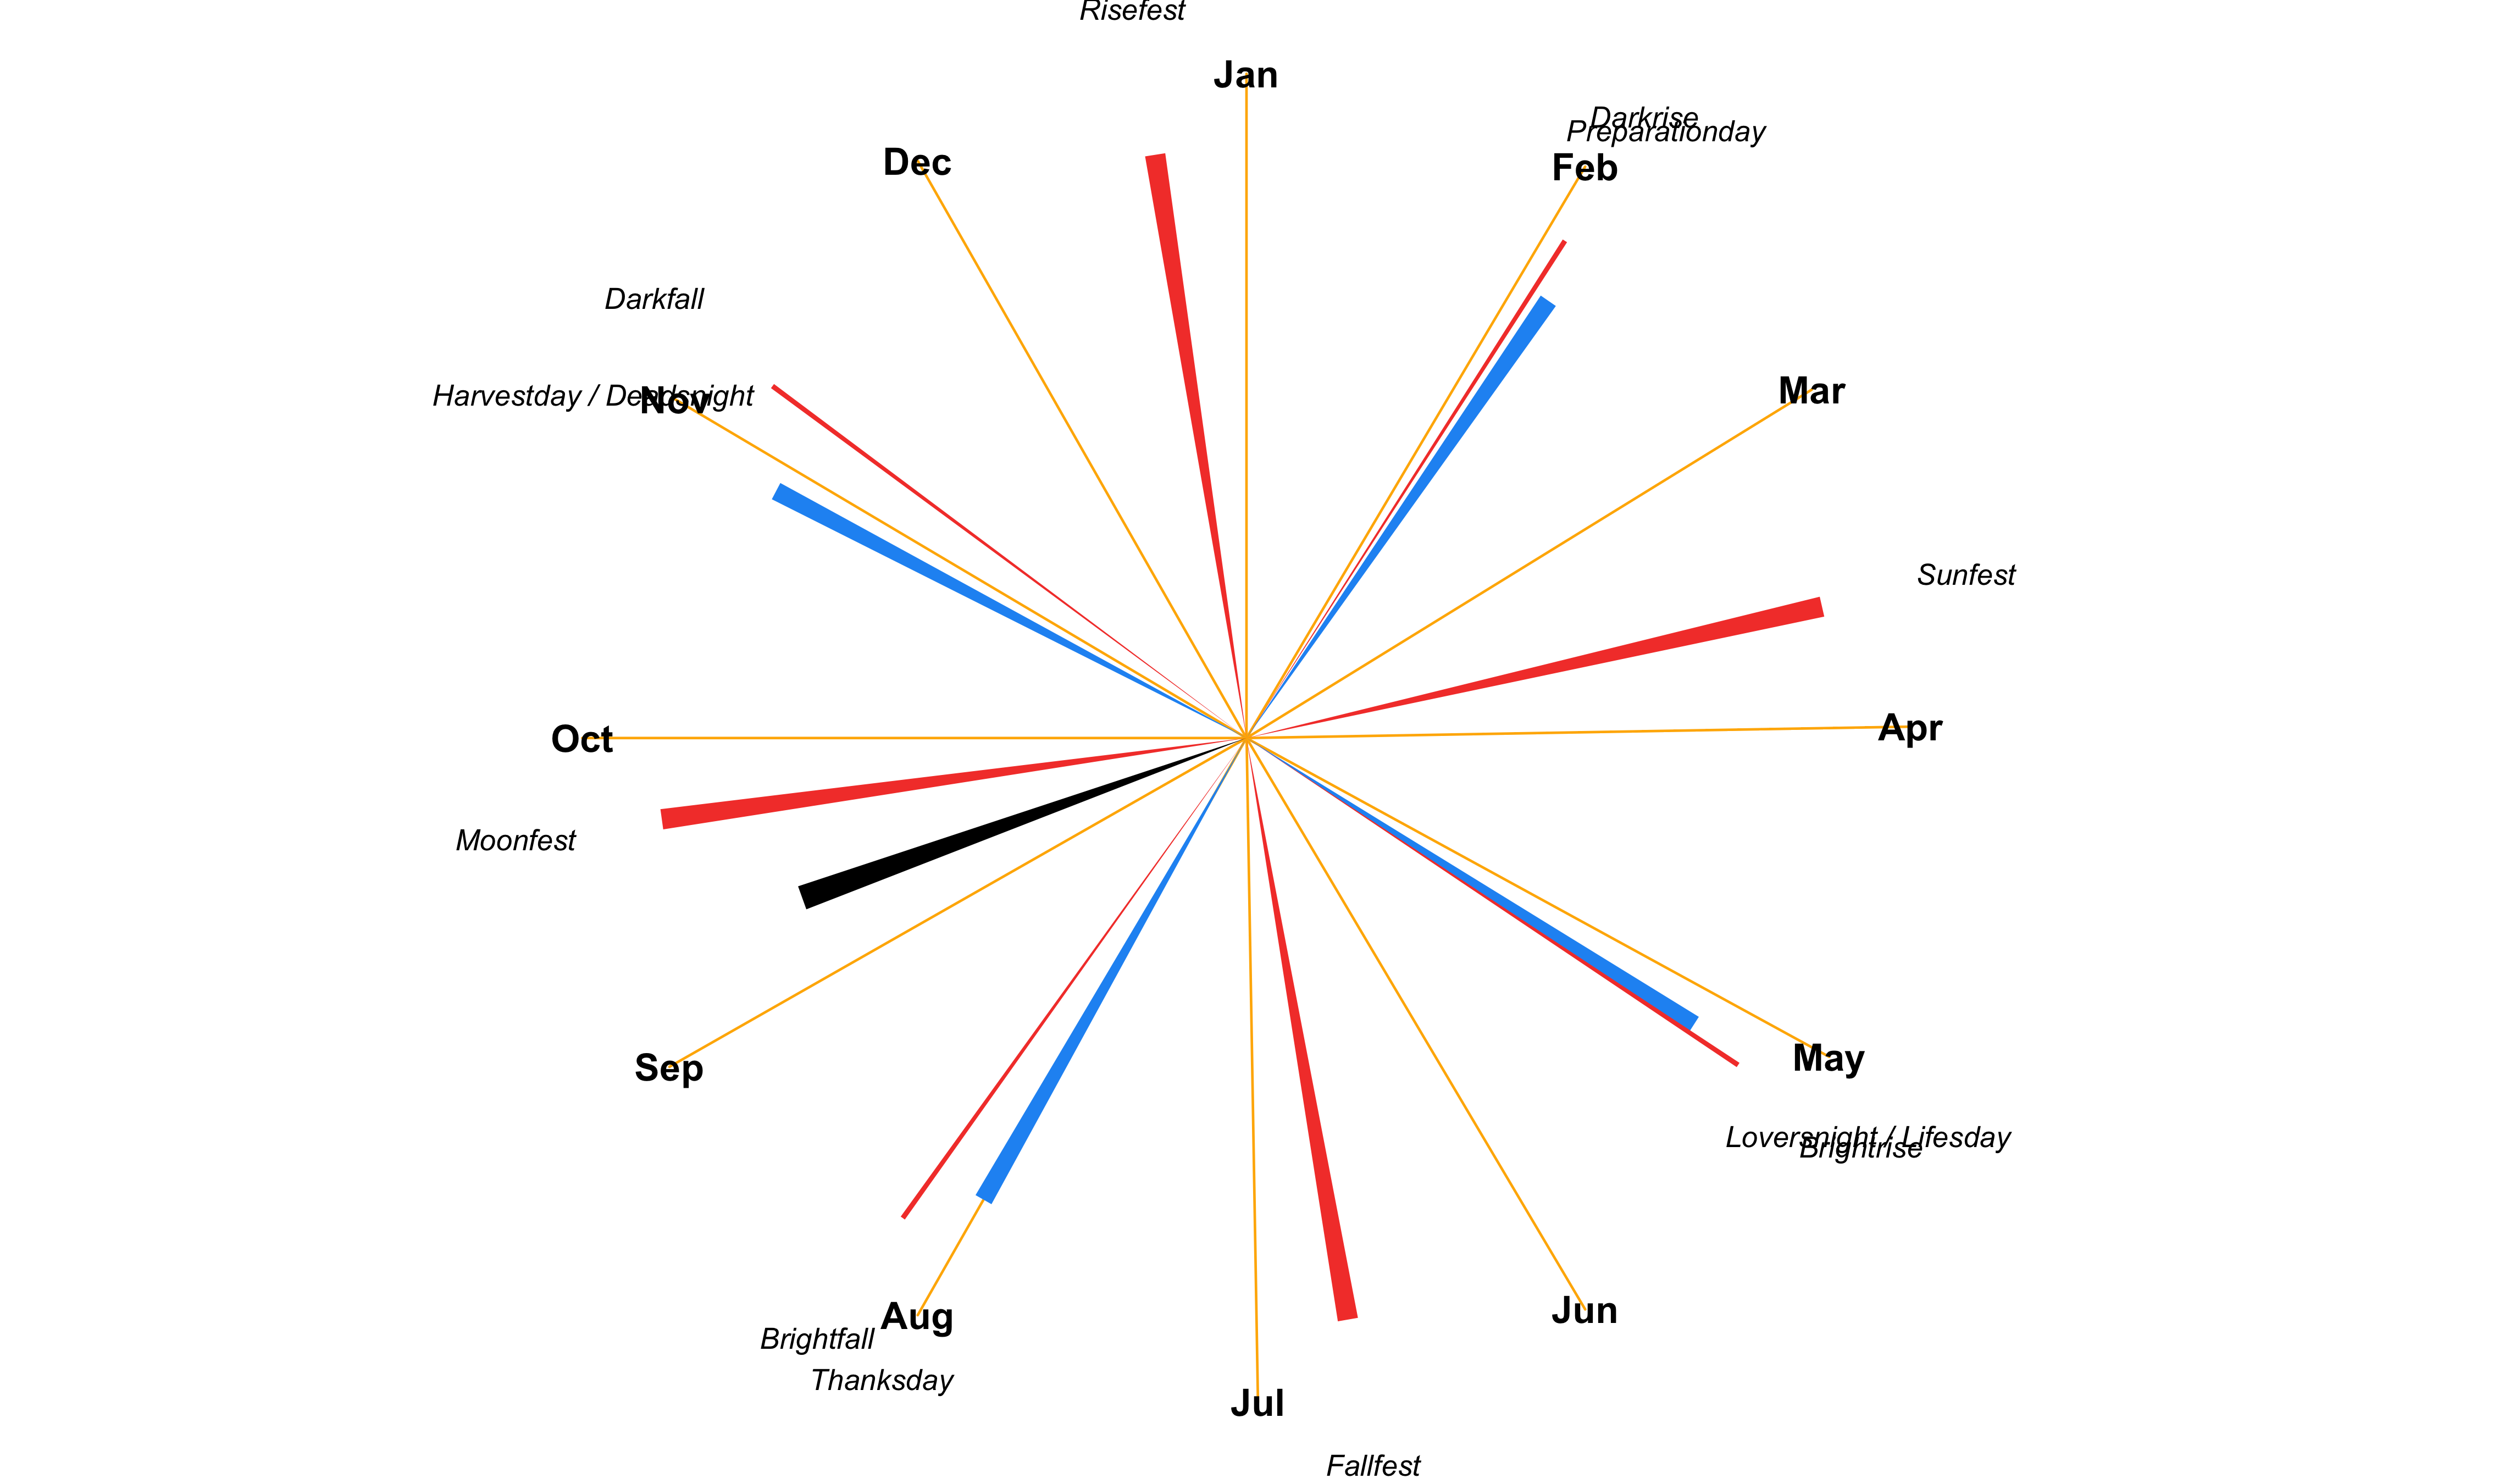 Risefest
Jan
Darkrise
Preparationday
Dec
Feb
Darkfall
Mar
Harvestday / Deadsnight
Nov
Sunfest
Apr
Oct
Moonfest
May
Sep
Loversnight / Lifesday
Brightrise
Jun
Aug
Brightfall
Thanksday
Jul
Fallfest